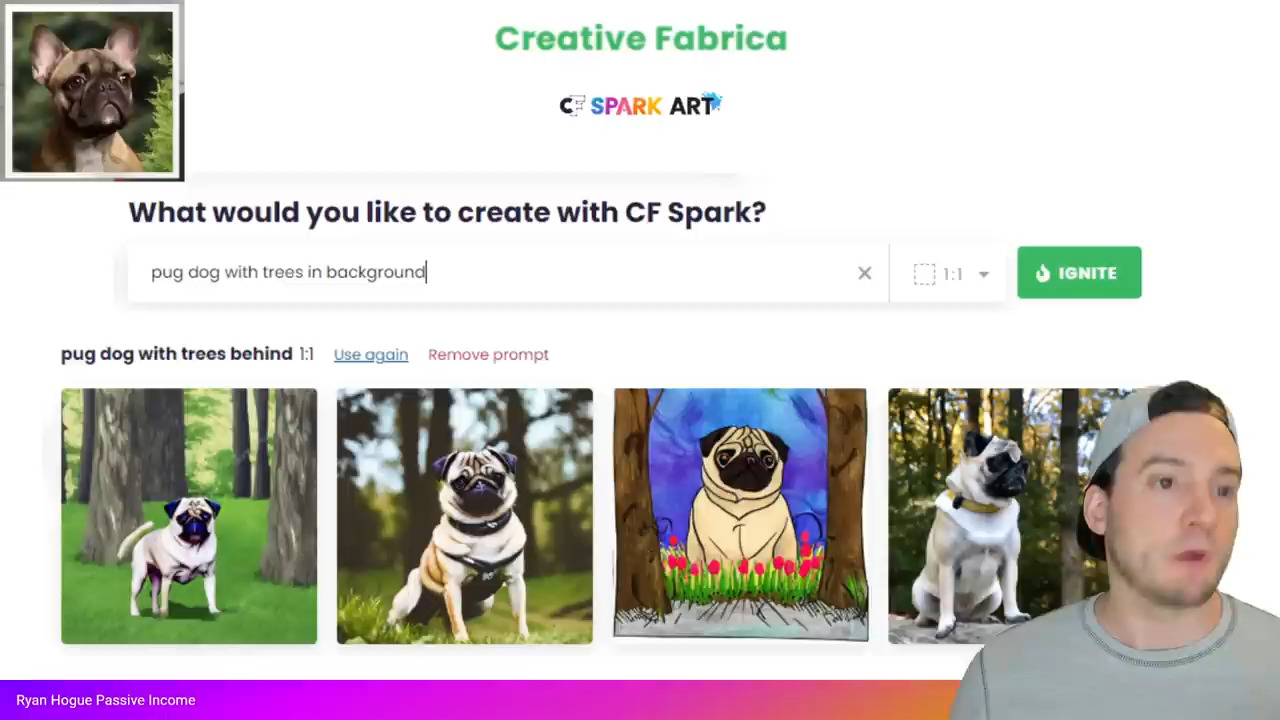 Creative Fabrica
CF SPARK ART
What would you like to create with CF Spark?
pug dog with trees in background
1:1
IGNITE
pug dog with trees behind 1:1 Use again Remove prompt
Ryan Hogue Passive Income